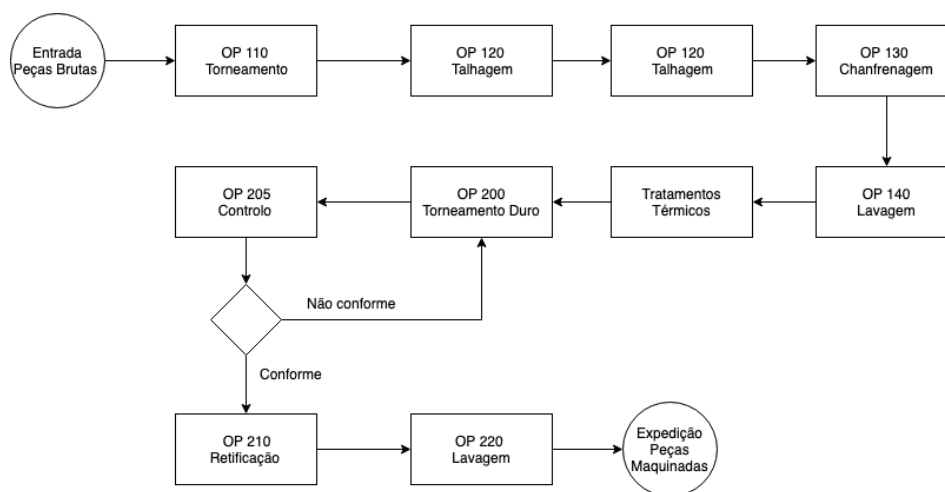 Entrada
Peças Brutas
OP 110
Torneamento
OP 120
Talhagem
OP 120
Talhagem
OP 130
Chanfrenagem
OP 205
Controlo
OP 200
Torneamento Duro
Tratamentos
Térmicos
OP 140
Lavagem
Não conforme
Conforme
OP 210
Retificação
OP 220
Lavagem
Expedição
Peças
Maquinadas